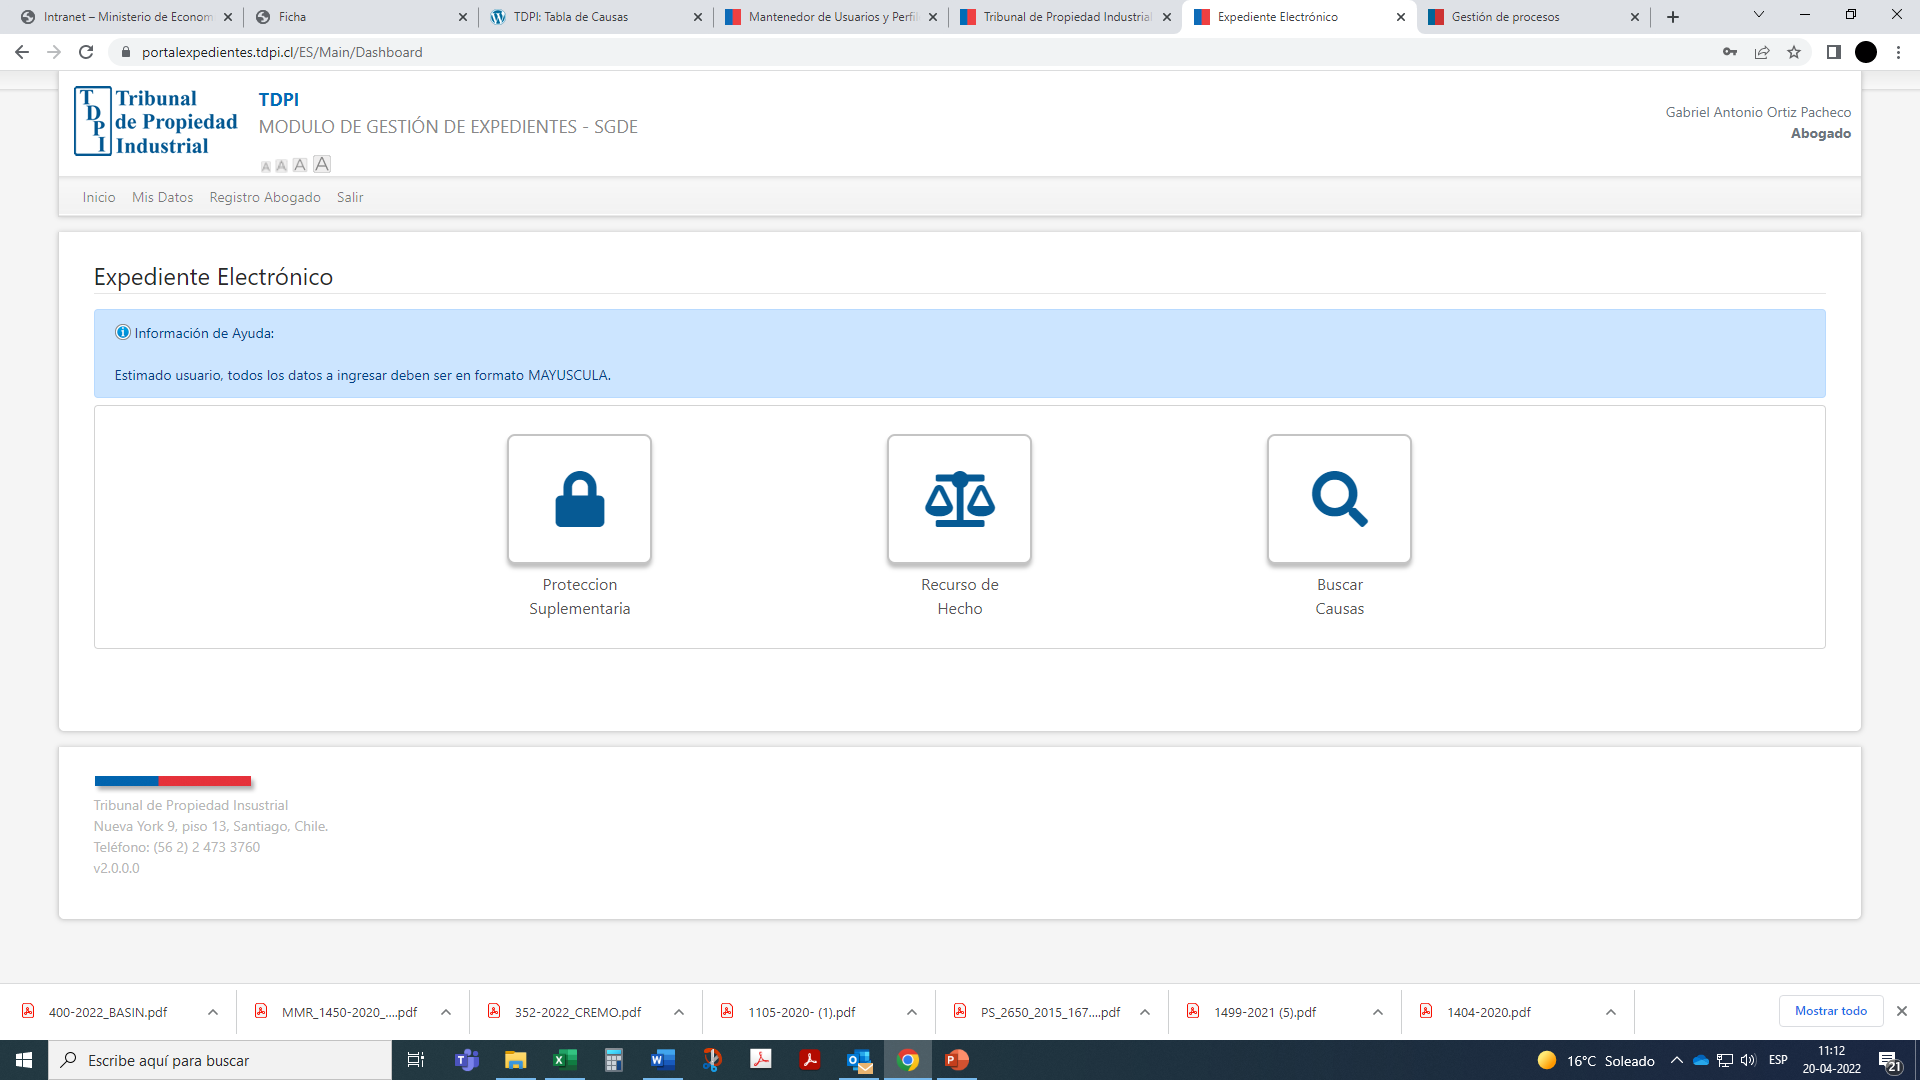 Intranet – Ministerio de Econom
Ficha
TDPI: Tabla de Causas
Mantenedor de Usuarios y Perfil
Tribunal de Propiedad Industrial
Expediente Electrónico
Gestión de procesos
portalexpedientes.tdpi.cl/ES/Main/Dashboard
TDPI
Tribunal
de Propiedad
Industrial
TDPI
MODULO DE GESTIÓN DE EXPEDIENTES - SGDE
A A A A
Gabriel Antonio Ortiz Pacheco
Abogado
Inicio Mis Datos Registro Abogado Salir
Expediente Electrónico
Información de Ayuda:
Estimado usuario, todos los datos a ingresar deben ser en formato MAYUSCULA.
Proteccion
Suplementaria
Recurso de
Hecho
Buscar
Causas
Tribunal de Propiedad Insustrial
Nueva York 9, piso 13, Santiago, Chile.
Teléfono: (56 2) 2 473 3760
v2.0.0.0
400-2022_BASIN.pdf
MMR_1450-2020_....pdf
352-2022_CREMO.pdf
1105-2020- (1).pdf
PS_2650_2015_167....pdf
1499-2021 (5).pdf
1404-2020.pdf
Mostrar todo
Escribe aquí para buscar
16°C Soleado
ESP
11:12
20-04-2022
21